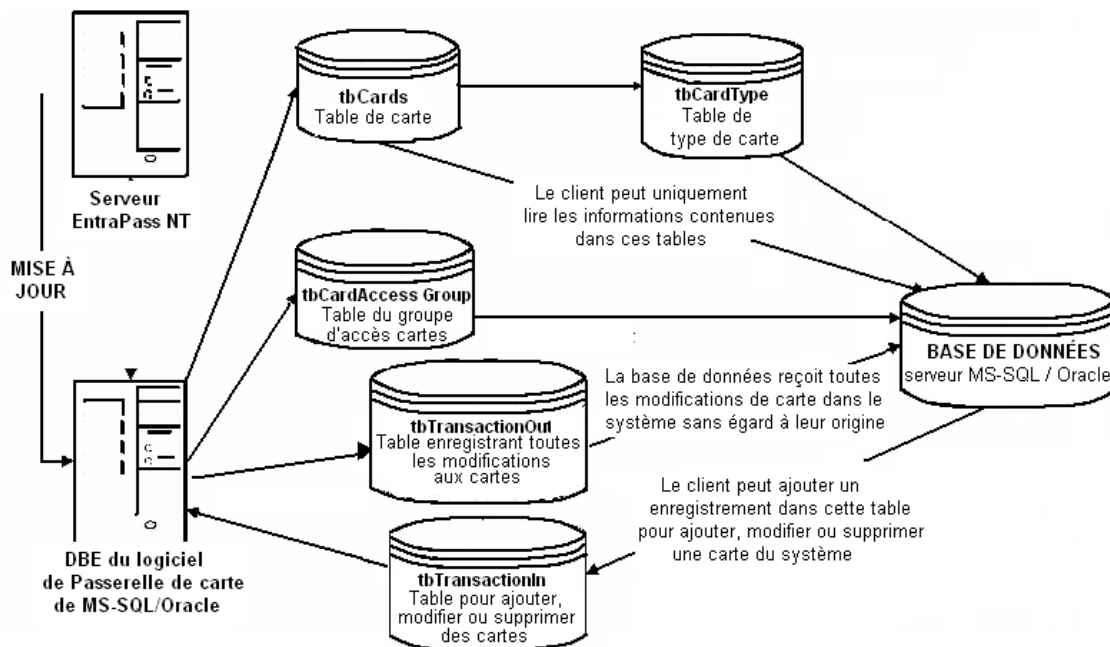 tbCards
Table de carte
tbCardType
Table de
type de carte
Serveur
EntraPass NT
Le client peut uniquement
lire les informations contenues
dans ces tables
MISE À
JOUR
tbCardAccess Group
Table du groupe
d'accès cartes
BASE DE DONNÉES
serveur MS-SQL / Oracle
La base de données reçoit toutes
les modifications de carte dans le
système sans égard à leur origine
tbTransactionOut
Table enregistrant toutes
les modifications
aux cartes
Le client peut ajouter un
enregistrement dans cette table
pour ajouter, modifier ou supprimer
une carte du système
DBE du logiciel
de Passerelle de carte
de MS-SQL/Oracle
tbTransactionIn
Table pour ajouter,
modifier ou supprimer
des cartes